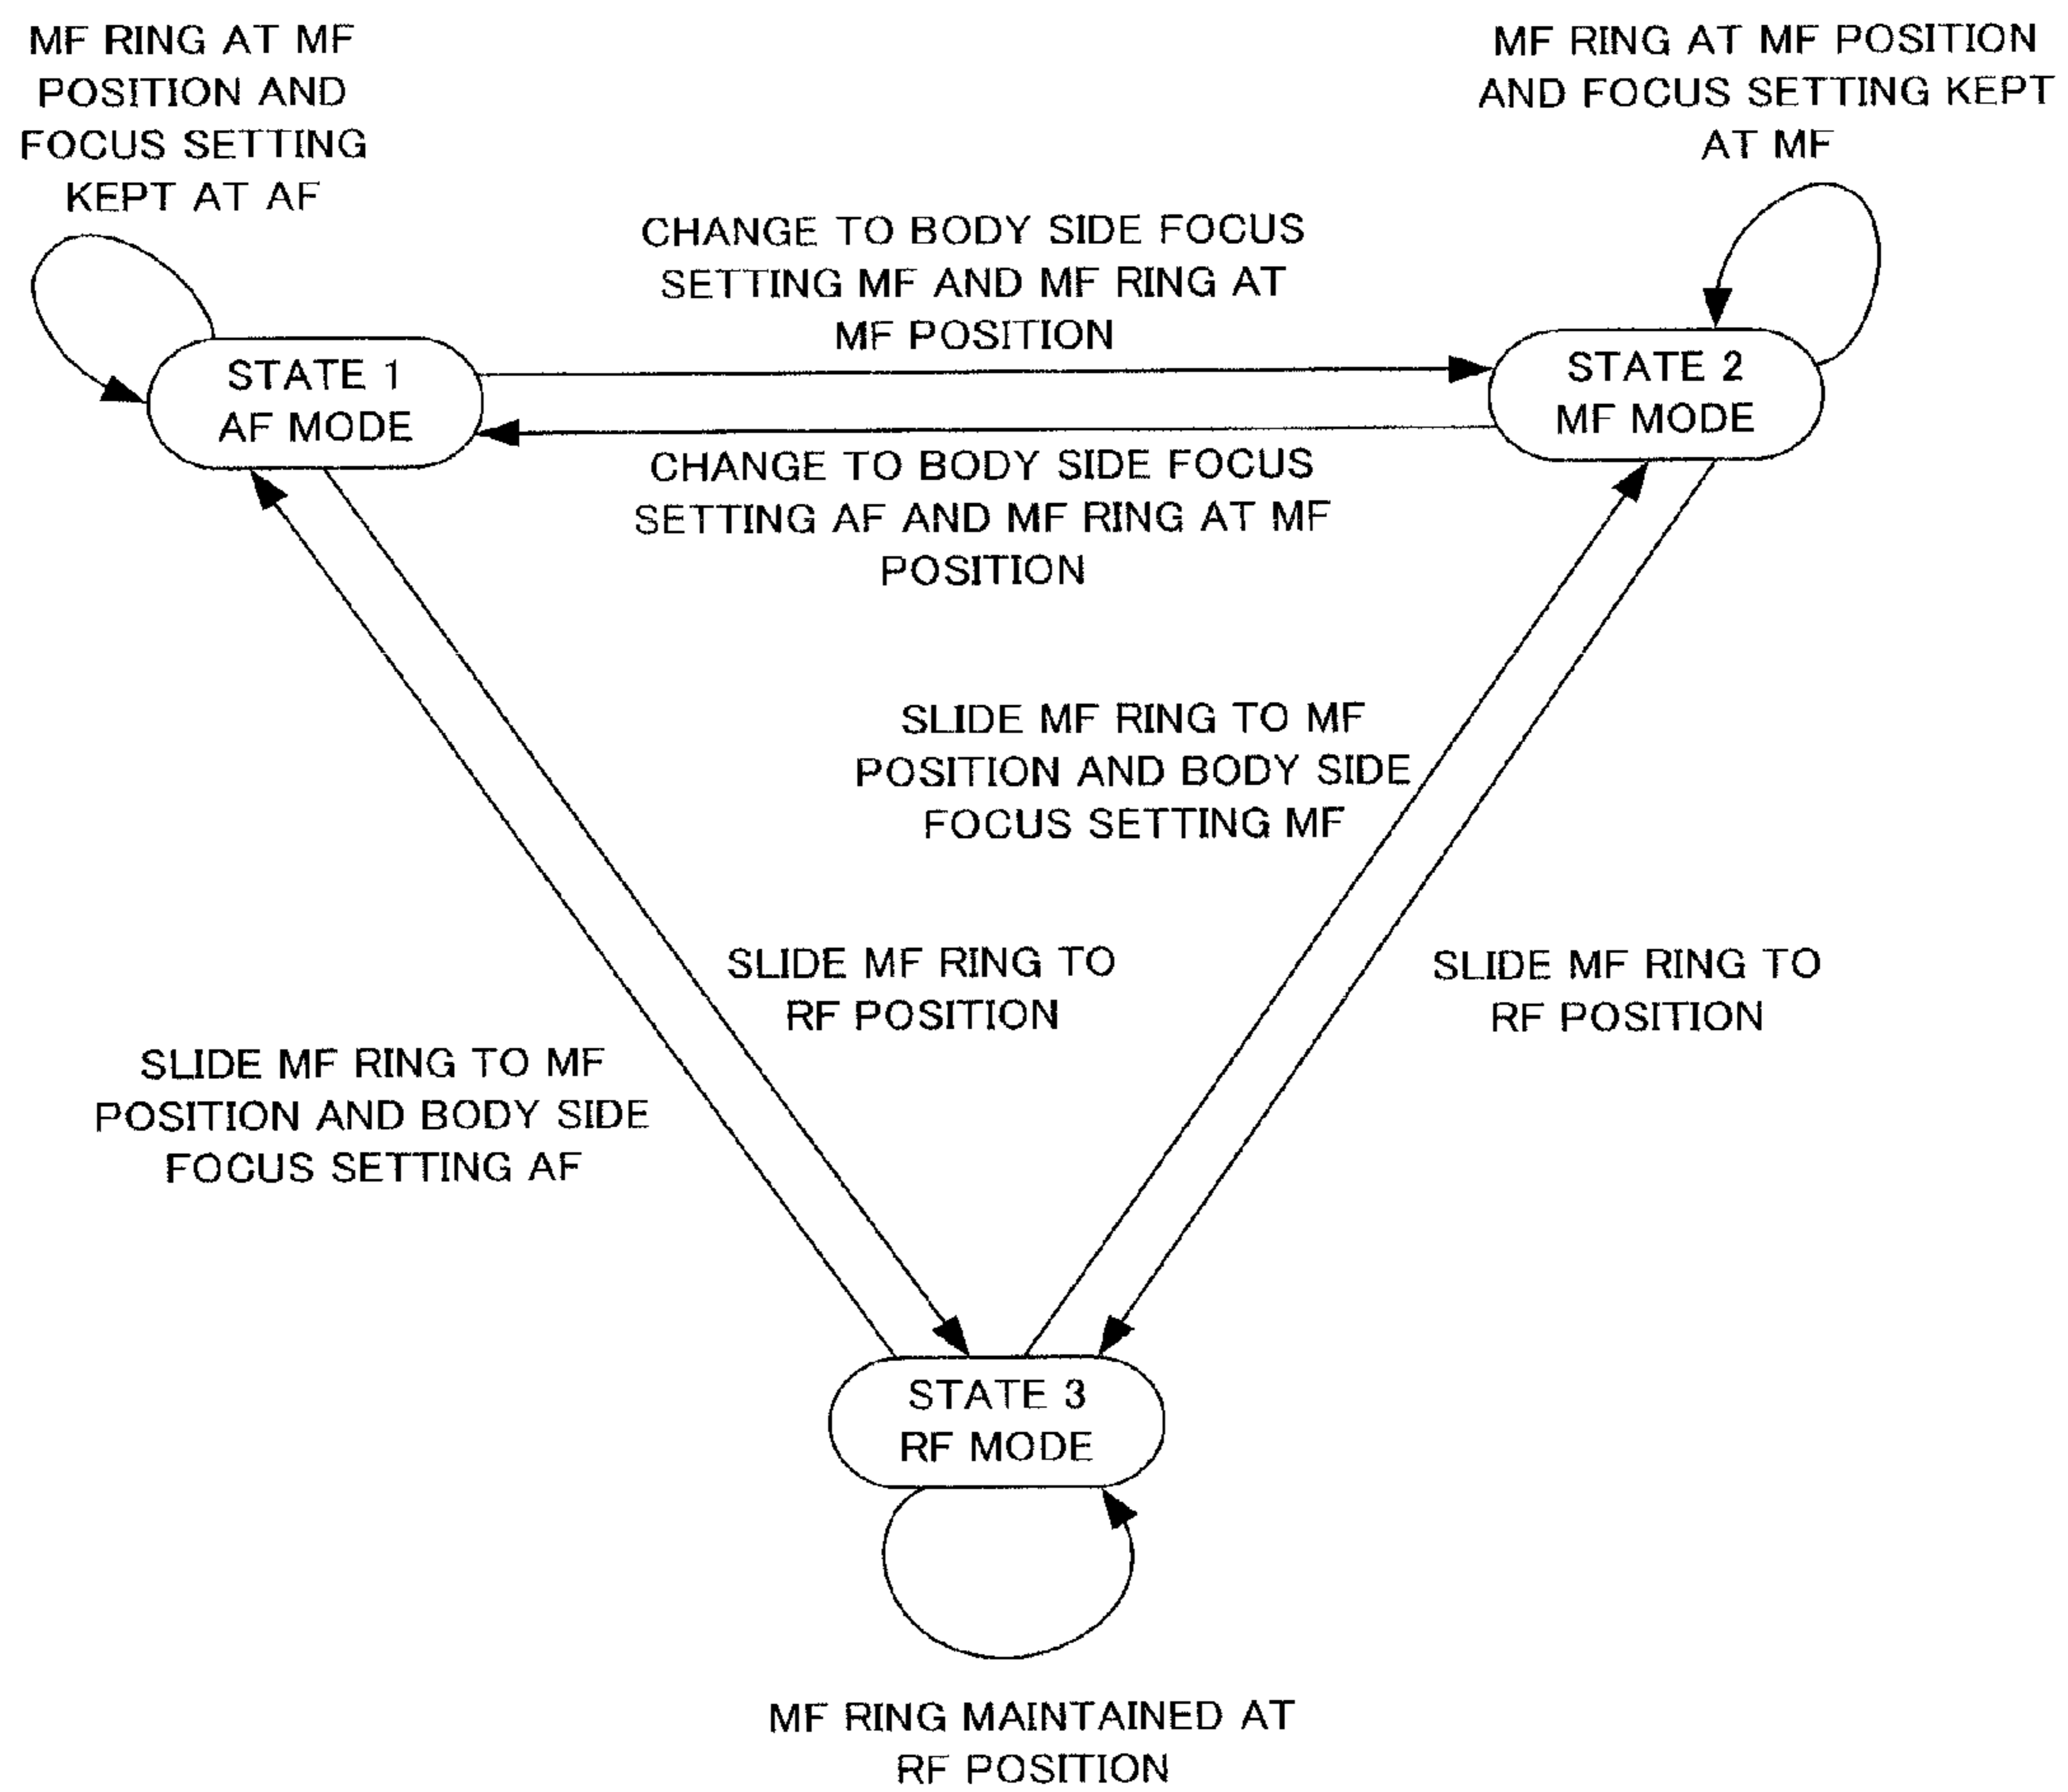 MF RING AT MF
POSITION AND
FOCUS SETTING
KEPT AT AF
MF RING AT MF POSITION
AND FOCUS SETTING KEPT
AT MF
CHANGE TO BODY SIDE FOCUS
SETTING MF AND MF RING AT
MF POSITION
STATE 1
AF MODE
STATE 2
MF MODE
CHANGE TO BODY SIDE FOCUS
SETTING AF AND MF RING AT MF
POSITION
SLIDE MF RING TO MF
POSITION AND BODY SIDE
FOCUS SETTING MF
SLIDE MF RING TO
RF POSITION
SLIDE MF RING TO
RF POSITION
SLIDE MF RING TO MF
POSITION AND BODY SIDE
FOCUS SETTING AF
STATE 3
RF MODE
MF RING MAINTAINED AT
RF POSITION